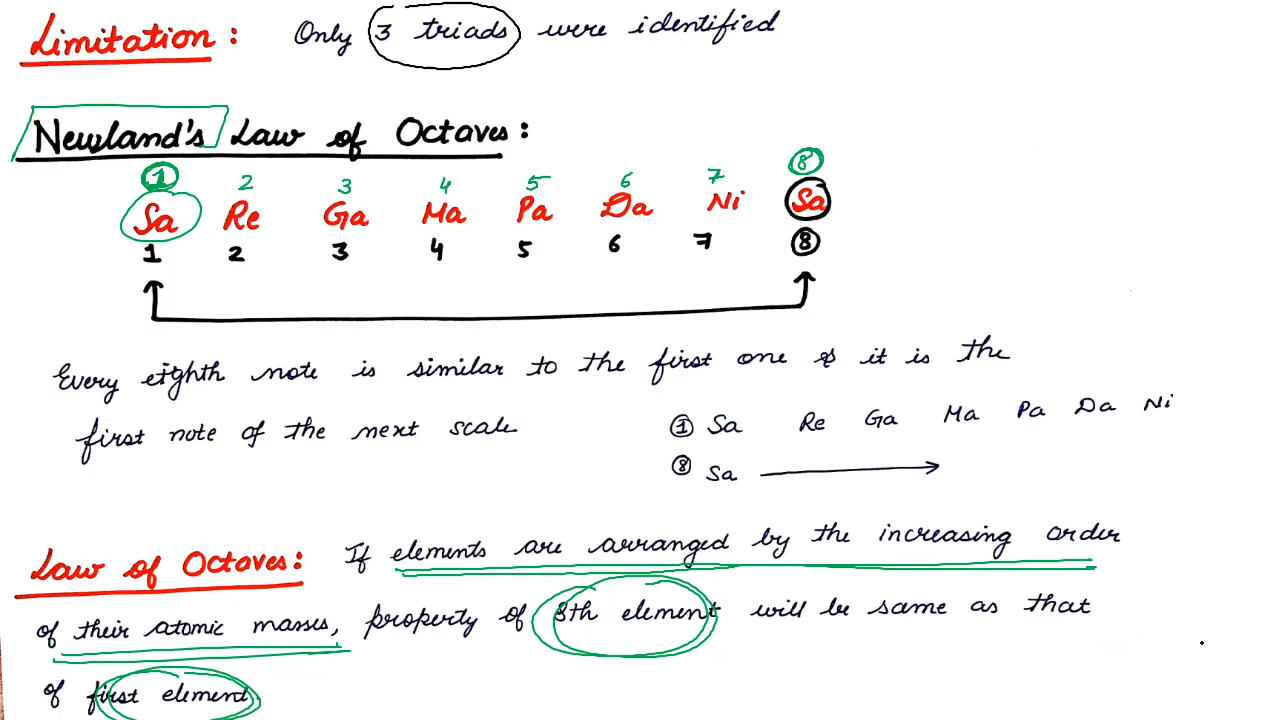 Limitation: Only 3 triads were identified
Newland's Law of Octaves:
1 2 3 4 5 6 7 8
Sa Re Ga Ma Pa Da Ni Sa
1 2 3 4 5 6 7 8
Every eighth note is similar to the first one & it is the
first note of the next scale
1 Sa Re Ga Ma Pa Da Ni
8 Sa
Law of Octaves: If elements are arranged by the increasing order
of their atomic masses, property of 8th element will be same as that
of first element.